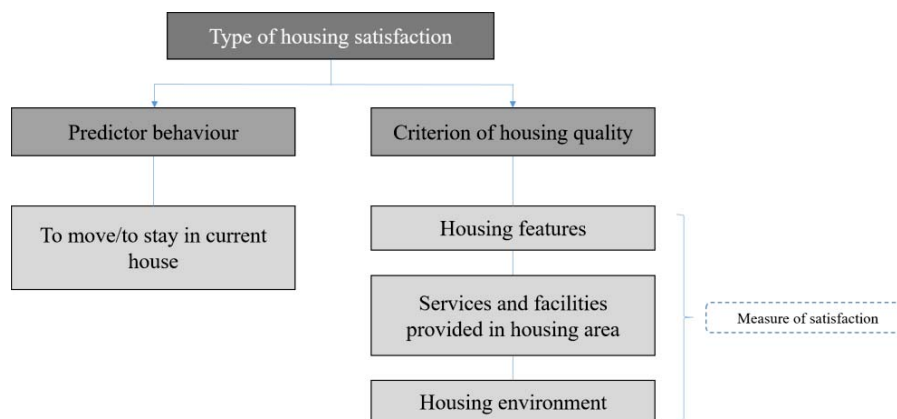 Type of housing satisfaction
Predictor behaviour
Criterion of housing quality
To move/to stay in current
house
Housing features
Services and facilities
provided in housing area
Housing environment
Measure of satisfaction